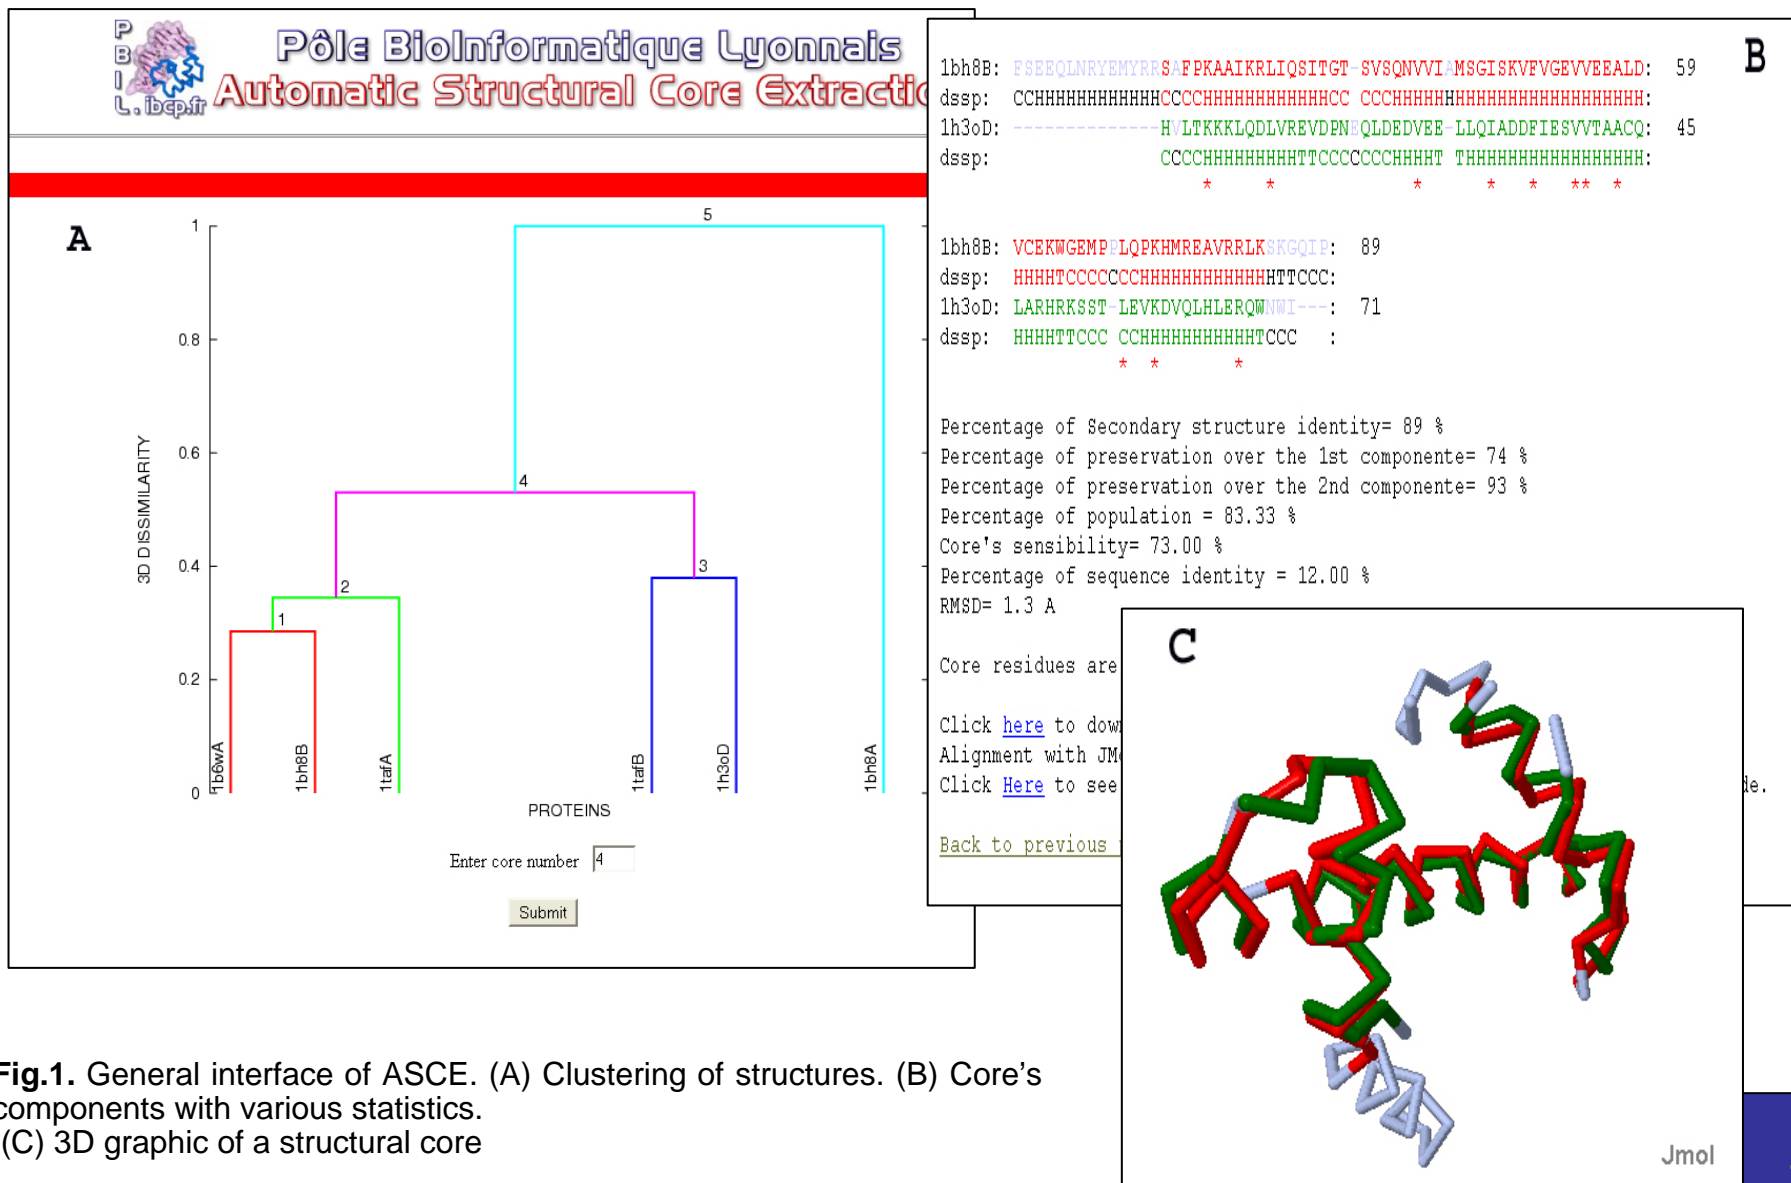 P
B
I
L.ibcp.fr
Pôle BioInformatique Lyonnais
Automatic Structural Core Extractio
A
5
1
0.8
0.6
4
0.4
3
2
1
0.2
0
3D DISSIMILARITY
1b6wA
1bh8B
1tafA
1tafB
1h3oD
1bh8A
PROTEINS
Enter core number 4
Submit
B
1bh8B: FSEEQLNRYEMYRRSAFPKAAIKRLIQSITGT-SVSQNVVIAMSGISKVFVGEVVEEALD: 59
dssp: CCHHHHHHHHHHHHCCCCHHHHHHHHHHHHCC CCCHHHHHHHHHHHHHHHHHHHHHHHH:
1h3oD: --------------HVLTKKKLQDLVREVDPNEQLDEDVEE-LLQIADDFIESVVTAACQ: 45
dssp: CCCCHHHHHHHHHTTCCCCCCCCHHHHT THHHHHHHHHHHHHHHHHH:
* * * * * ** *
1bh8B: VCEKWGEMPPLQPKHMREAVRRLKSKGQIP: 89
dssp: HHHHTCCCCCCCHHHHHHHHHHHHHTTCCC:
1h3oD: LARHRKSST-LEVKDVQLHLERQWNWI---: 71
dssp: HHHHTTCCC CCHHHHHHHHHHHTCCC :
* * *
Percentage of Secondary structure identity= 89 %
Percentage of preservation over the 1st componente= 74 %
Percentage of preservation over the 2nd componente= 93 %
Percentage of population = 83.33 %
Core's sensibility= 73.00 %
Percentage of sequence identity = 12.00 %
RMSD= 1.3 A
Core residues are
Click here to dow
Alignment with JM
Click Here to see de.
Back to previous
C
Jmol
Fig.1. General interface of ASCE. (A) Clustering of structures. (B) Core's
components with various statistics.
(C) 3D graphic of a structural core